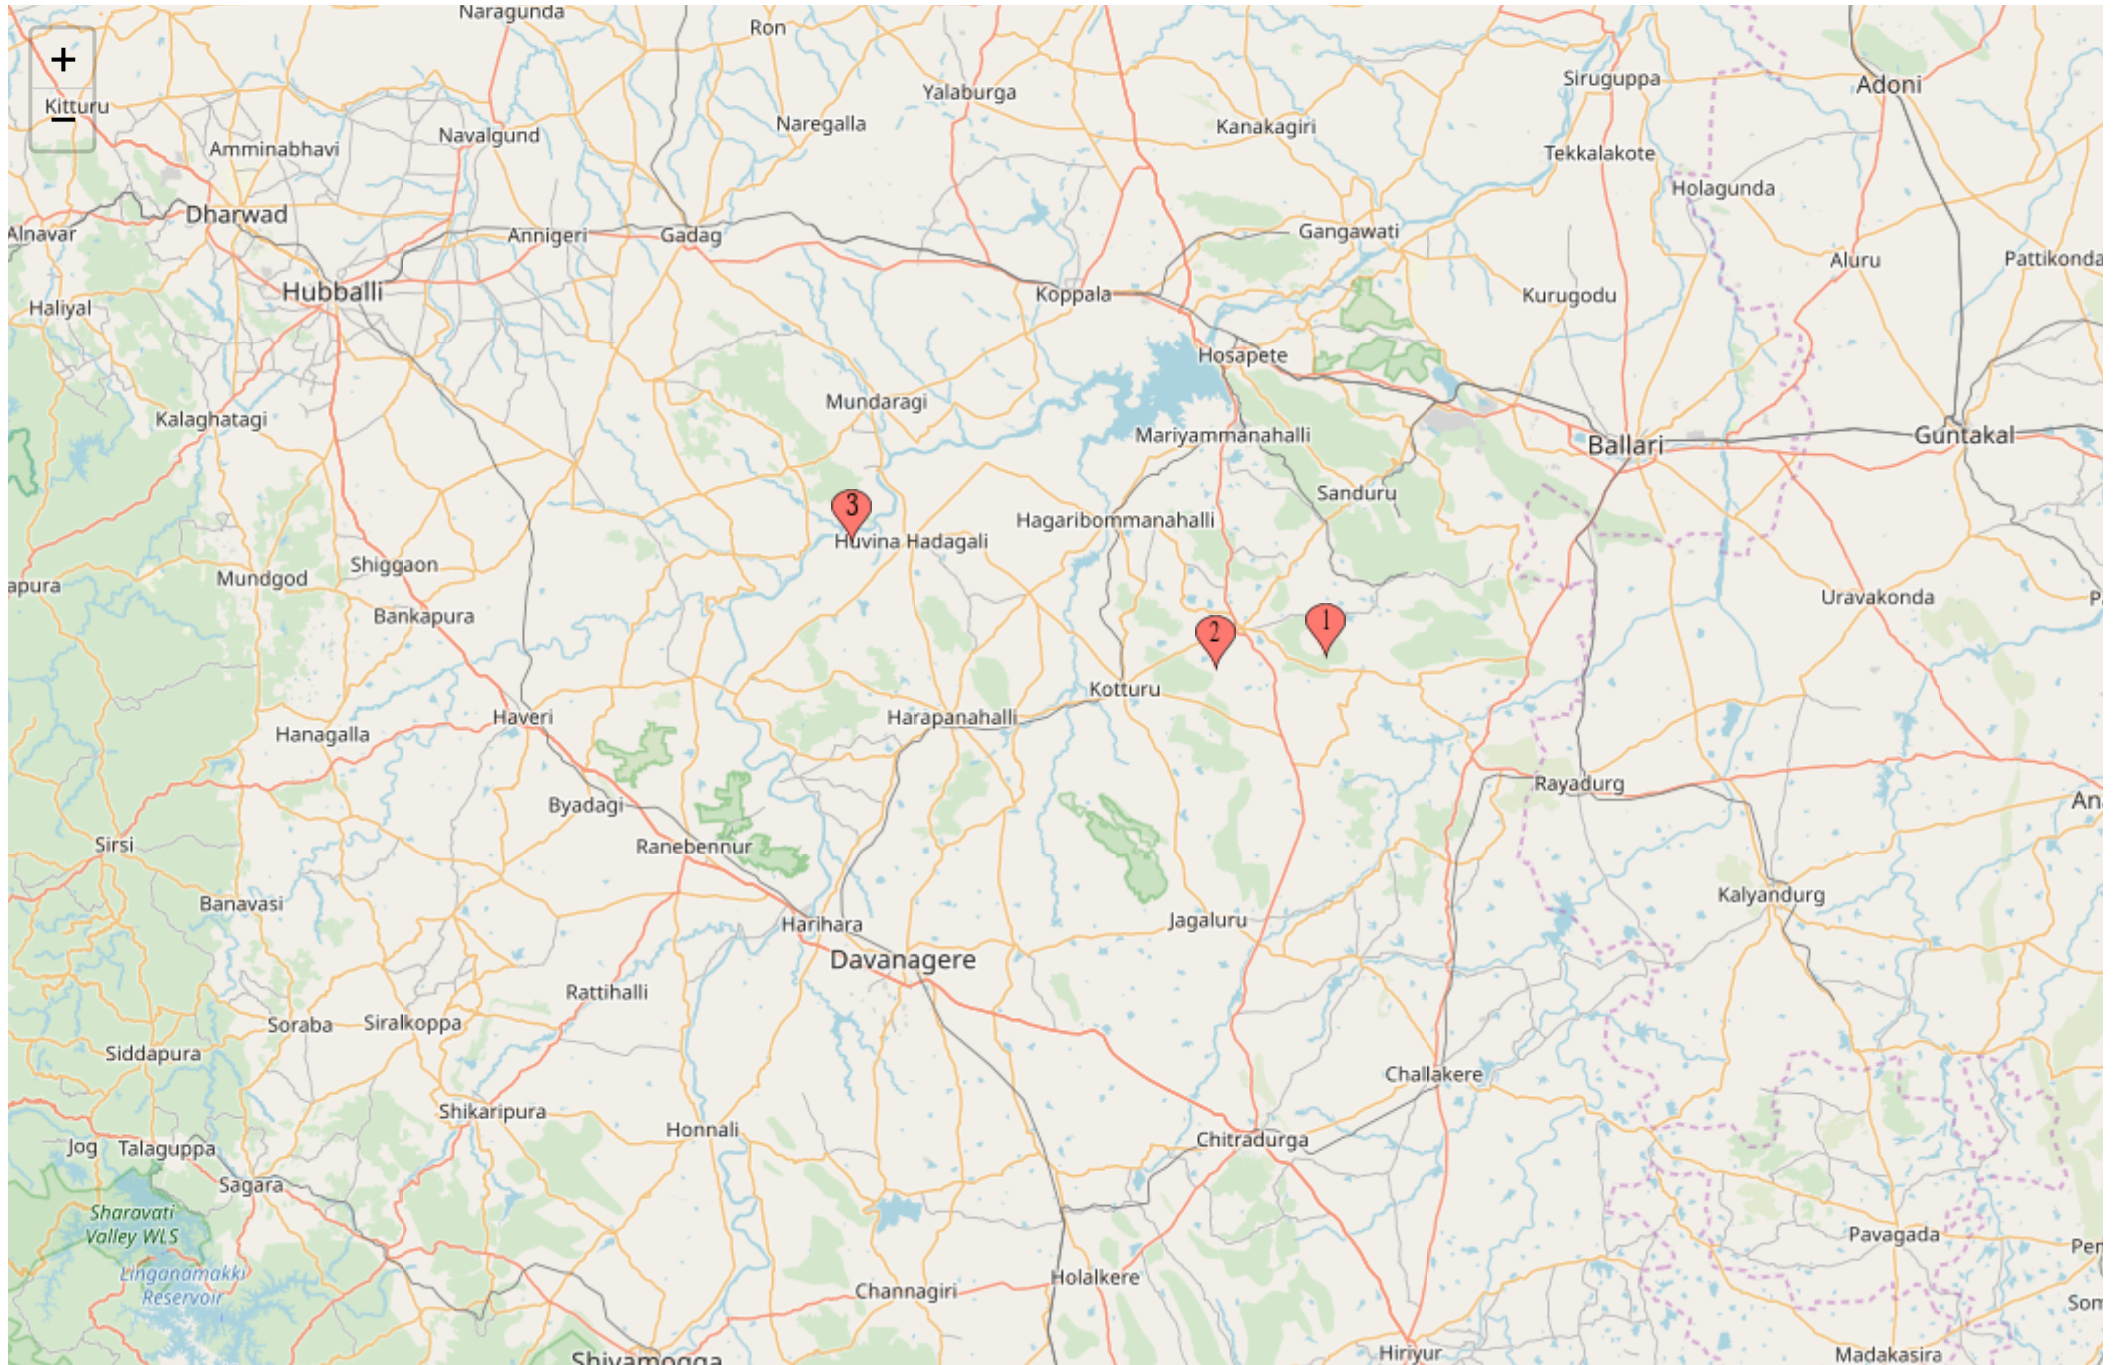 Naragunda
Ron
+
−
Kitturu
Yalaburga
Siruguppa
Adoni
Navalgund
Naregalla
Kanakagiri
Amminabhavi
Tekkalakote
Holagunda
Dharwad
Alnavar
Annigeri
Gadag
Gangawati
Aluru
Pattikonda
Hubballi
Koppala
Kurugodu
Haliyal
Hosapete
Mundaragi
Kalaghatagi
Mariyammanahalli
Ballari
Guntakal
Sanduru
3
Hagaribommanahalli
Huvina Hadagali
Shiggaon
Mundgod
apura
Uravakonda
P
Bankapura
1
2
Kotturu
Haveri
Harapanahalli
Hanagalla
Rayadurg
An
Byadagi
Sirsi
Ranebennur
Kalyandurg
Banavasi
Harihara
Jagaluru
Davanagere
Rattihalli
Soraba
Siralkoppa
Siddapura
Challakere
Shikaripura
Honnali
Chitradurga
Jog
Talaguppa
Sagara
Sharavati
Valley WLS
Pavagada
Pen
Linganamakki
Reservoir
Holalkere
Channagiri
Som
Hiriyur
Madakasira
Shivamogga